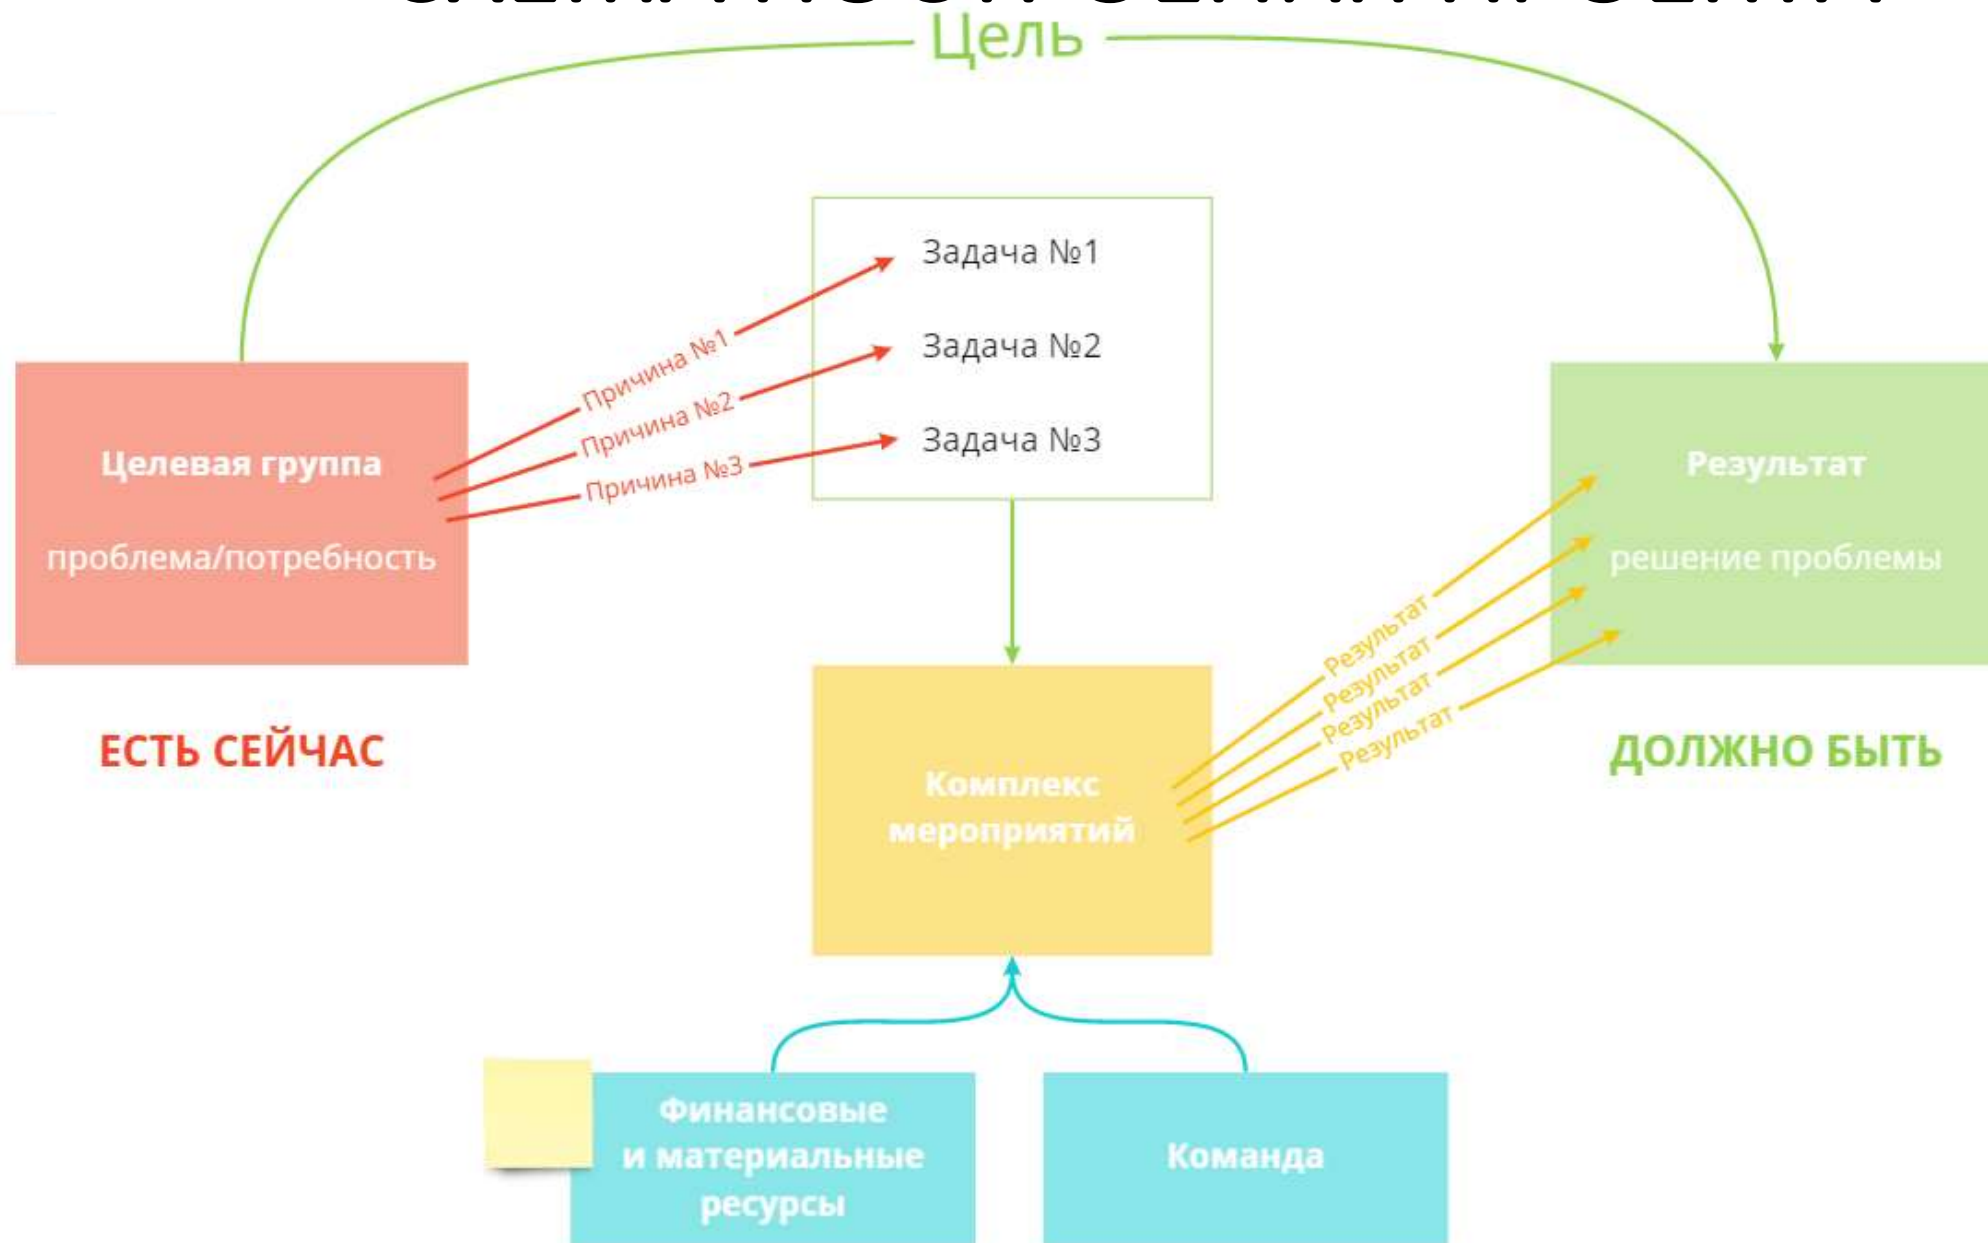 Цель
Задача №1
Задача №2
Задача №3
Причина №1
Причина №2
Причина №3
Целевая группа
проблема/потребность
ЕСТЬ СЕЙЧАС
Результат
решение проблемы
ДОЛЖНО БЫТЬ
Результат
Результат
Результат
Результат
Комплекс
мероприятий
Финансовые
и материальные
ресурсы
Команда